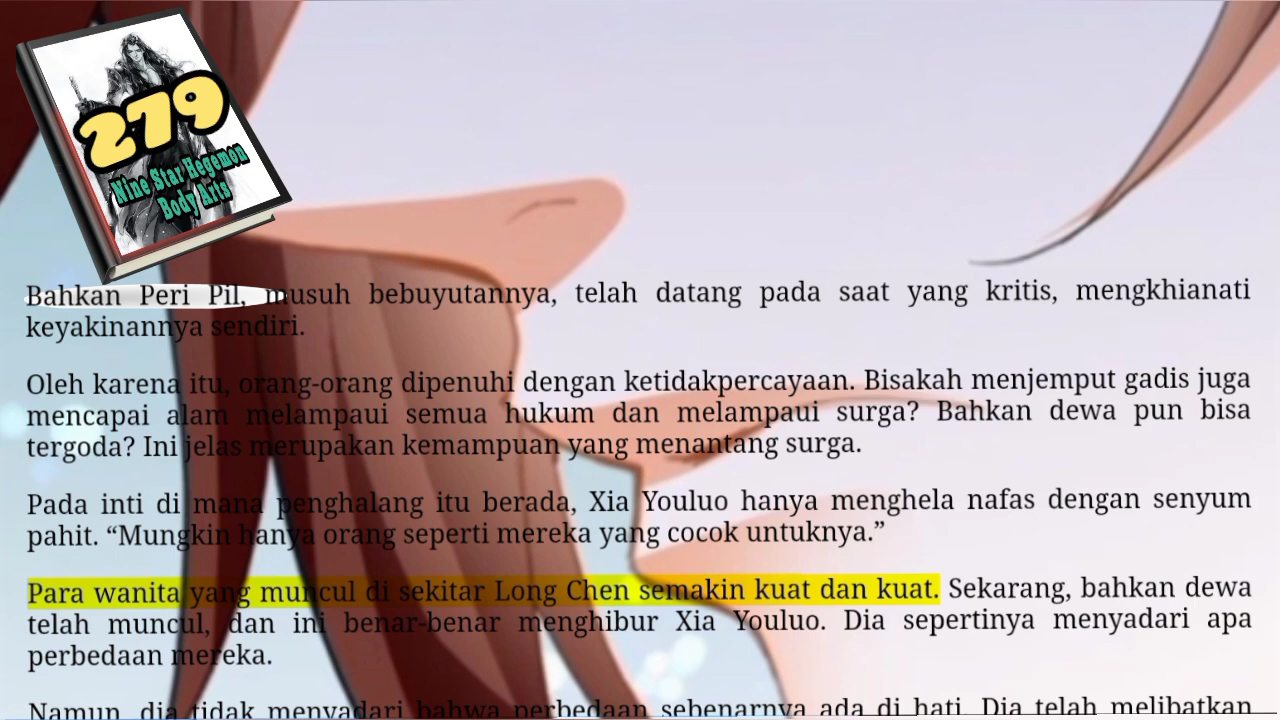 279
Nine Star Hegemon
Body Arts
Bahkan Peri Pil, musuh bebuyutannya, telah datang pada saat yang kritis, mengkhianati
keyakinannya sendiri.
Oleh karena itu, orang-orang dipenuhi dengan ketidakpercayaan. Bisakah menjemput gadis juga
mencapai alam melampaui semua hukum dan melampaui surga? Bahkan dewa pun bisa
tergoda? Ini jelas merupakan kemampuan yang menantang surga.
Pada inti di mana penghalang itu berada, Xia Youluo hanya menghela nafas dengan senyum
pahit. “Mungkin hanya orang seperti mereka yang cocok untuknya.”
Para wanita yang muncul di sekitar Long Chen semakin kuat dan kuat. Sekarang, bahkan dewa
telah muncul, dan ini benar-benar menghibur Xia Youluo. Dia sepertinya menyadari apa
perbedaan mereka.
Namun, dia tidak menyadari bahwa perbedaan sebenarnya ada di hati. Dia telah melibatkan